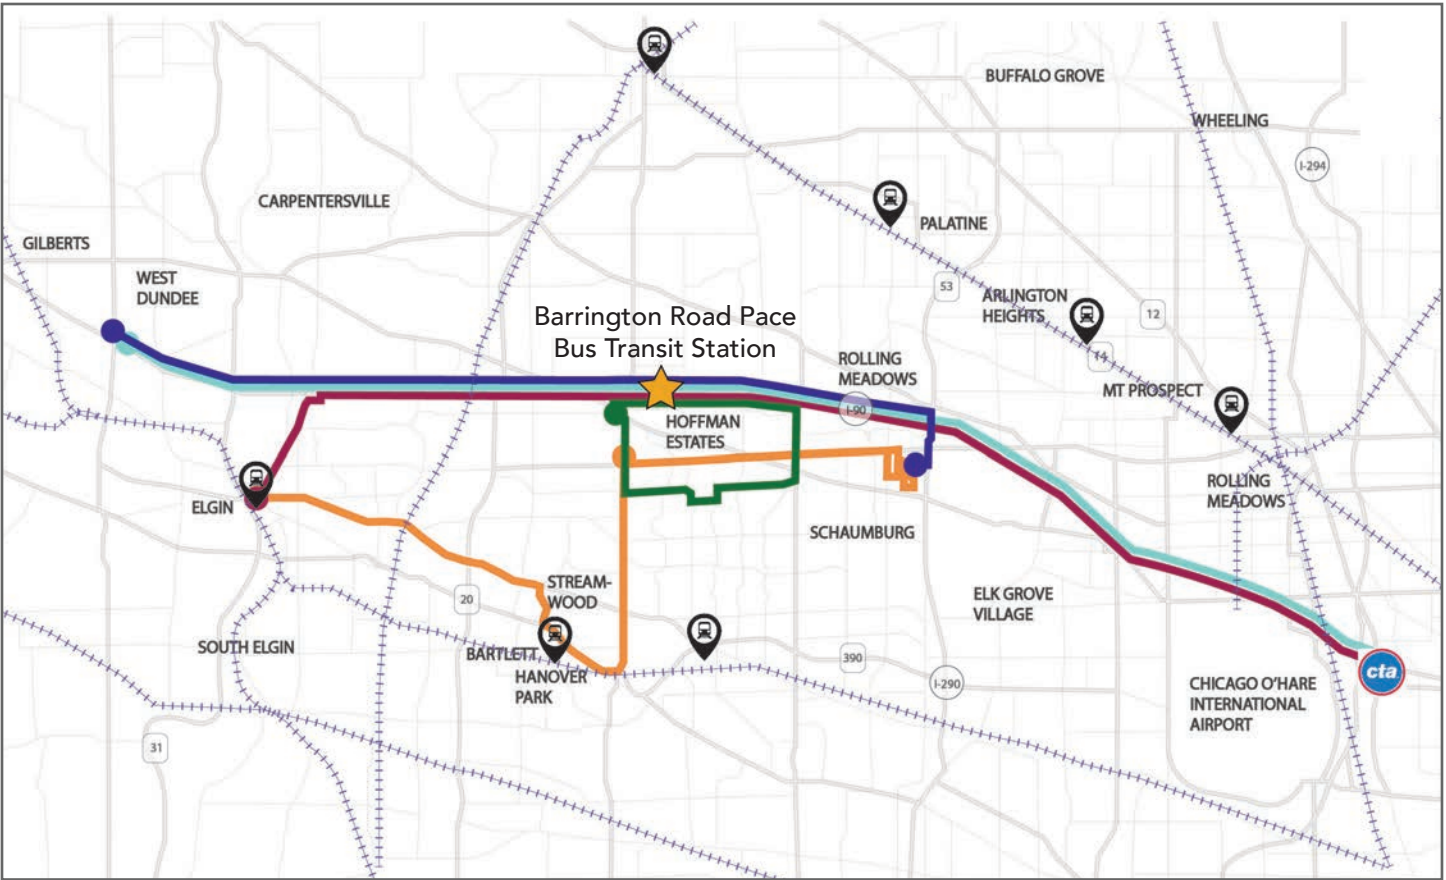 BUFFALO GROVE
WHEELING
I-294
CARPENTERSVILLE
PALATINE
GILBERTS
WEST
DUNDEE
53
ARLINGTON
HEIGHTS
12
Barrington Road Pace
Bus Transit Station
14
ROLLING
MEADOWS
MT PROSPECT
I-90
HOFFMAN
ESTATES
ELGIN
ROLLING
MEADOWS
SCHAUMBURG
STREAM-
WOOD
20
ELK GROVE
VILLAGE
SOUTH ELGIN
BARTLETT
HANOVER
PARK
390
I-290
cta
CHICAGO O'HARE
INTERNATIONAL
AIRPORT
31